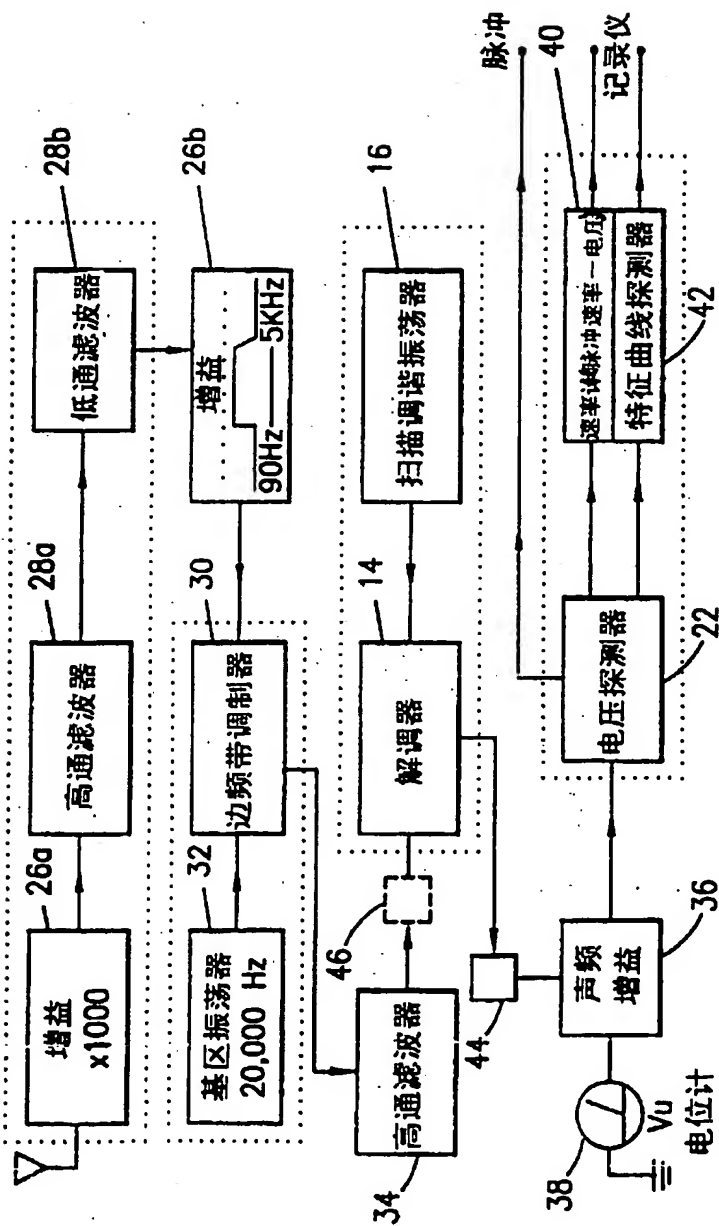 26a
增益
x1000
28a
高通滤波器
28b
低通滤波器
26b
增益
90Hz
5KHz
32
基区振荡器
20,000 Hz
30
边频带调制器
34
高通滤波器
46
14
解调器
16
扫描调谐振荡器
44
38
Vu
电位计
声频
增益
36
电压探测器
22
脉冲速率－电压
特征曲线探测器
42
40
脉冲
记录仪